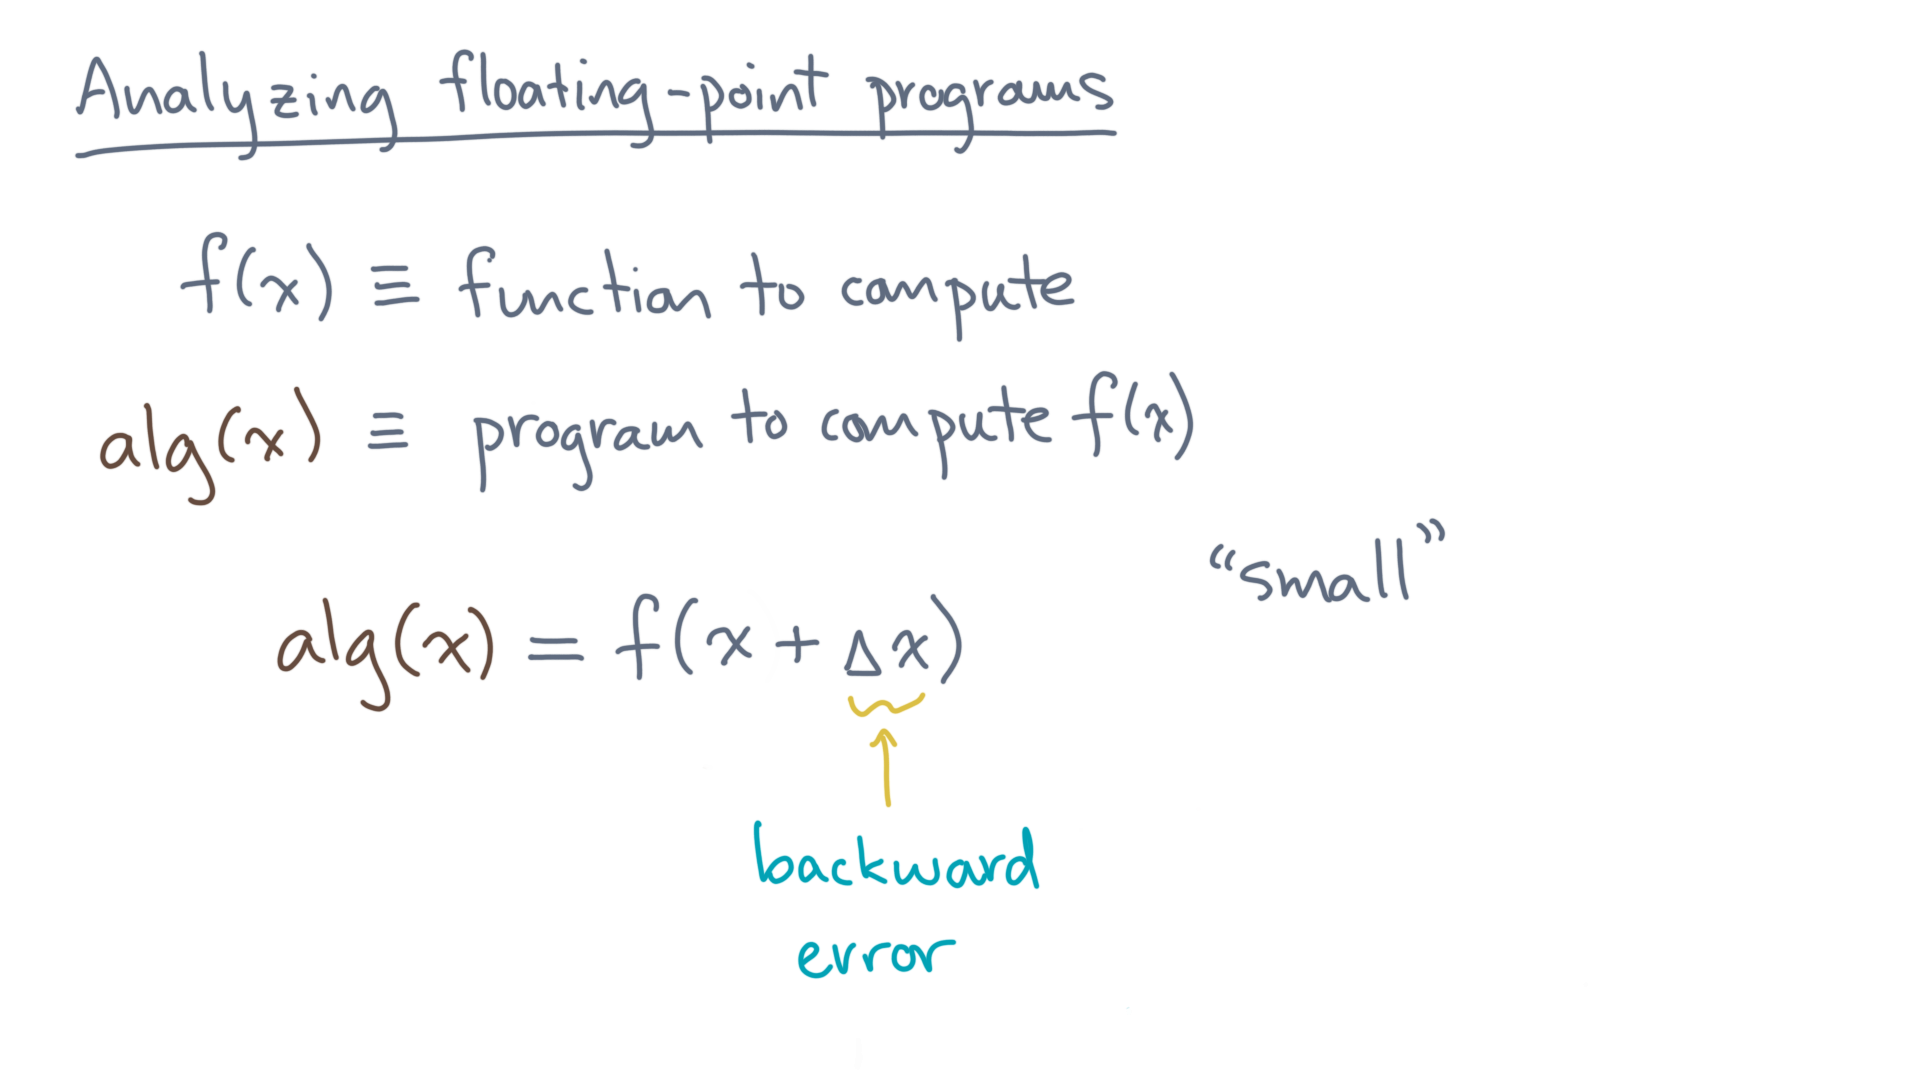 Analyzing floating-point programs
f(x) ≡ function to compute
alg(x) ≡ program to compute f(x)
“small”
alg(x) = f(x + Δx)
backward
error